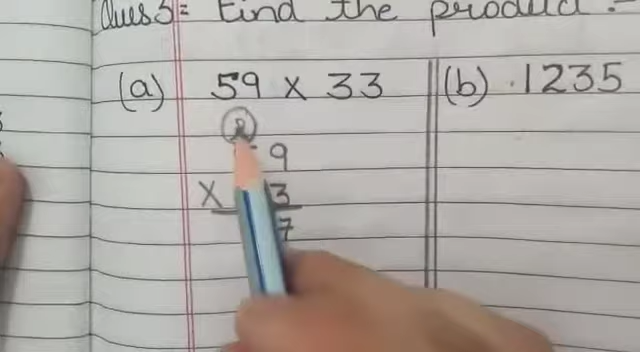 Ques 5= Find the product:-
(a) 59 x 33 (b) 1235
2
9
x 3
7